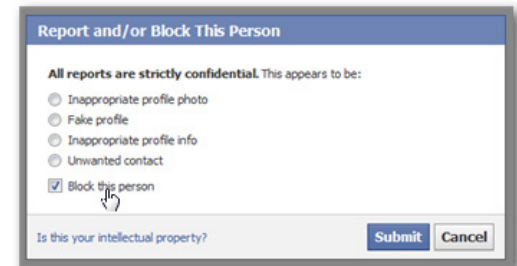 Report and/or Block This Person
All reports are strictly confidential. This appears to be:
Inappropriate profile photo
Fake profile
Inappropriate profile info
Unwanted contact
Block this person
Is this your intellectual property?
Submit
Cancel